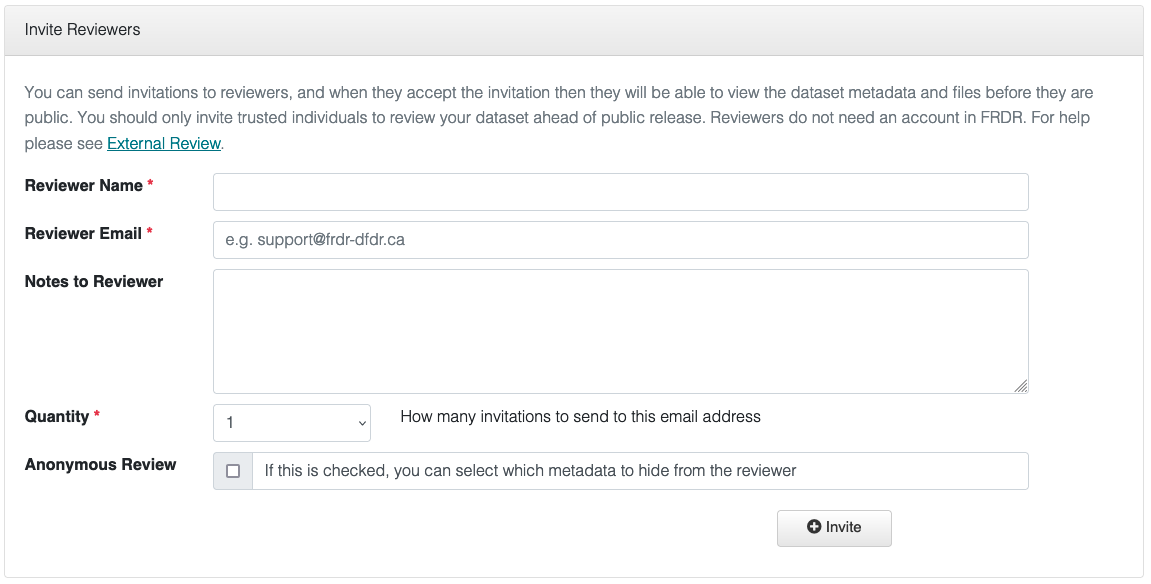 Invite Reviewers
You can send invitations to reviewers, and when they accept the invitation then they will be able to view the dataset metadata and files before they are
public. You should only invite trusted individuals to review your dataset ahead of public release. Reviewers do not need an account in FRDR. For help
please see External Review.
Reviewer Name *
Reviewer Email *
e.g. support@frdr-dfdr.ca
Notes to Reviewer
Quantity *
1
How many invitations to send to this email address
Anonymous Review
If this is checked, you can select which metadata to hide from the reviewer
Invite